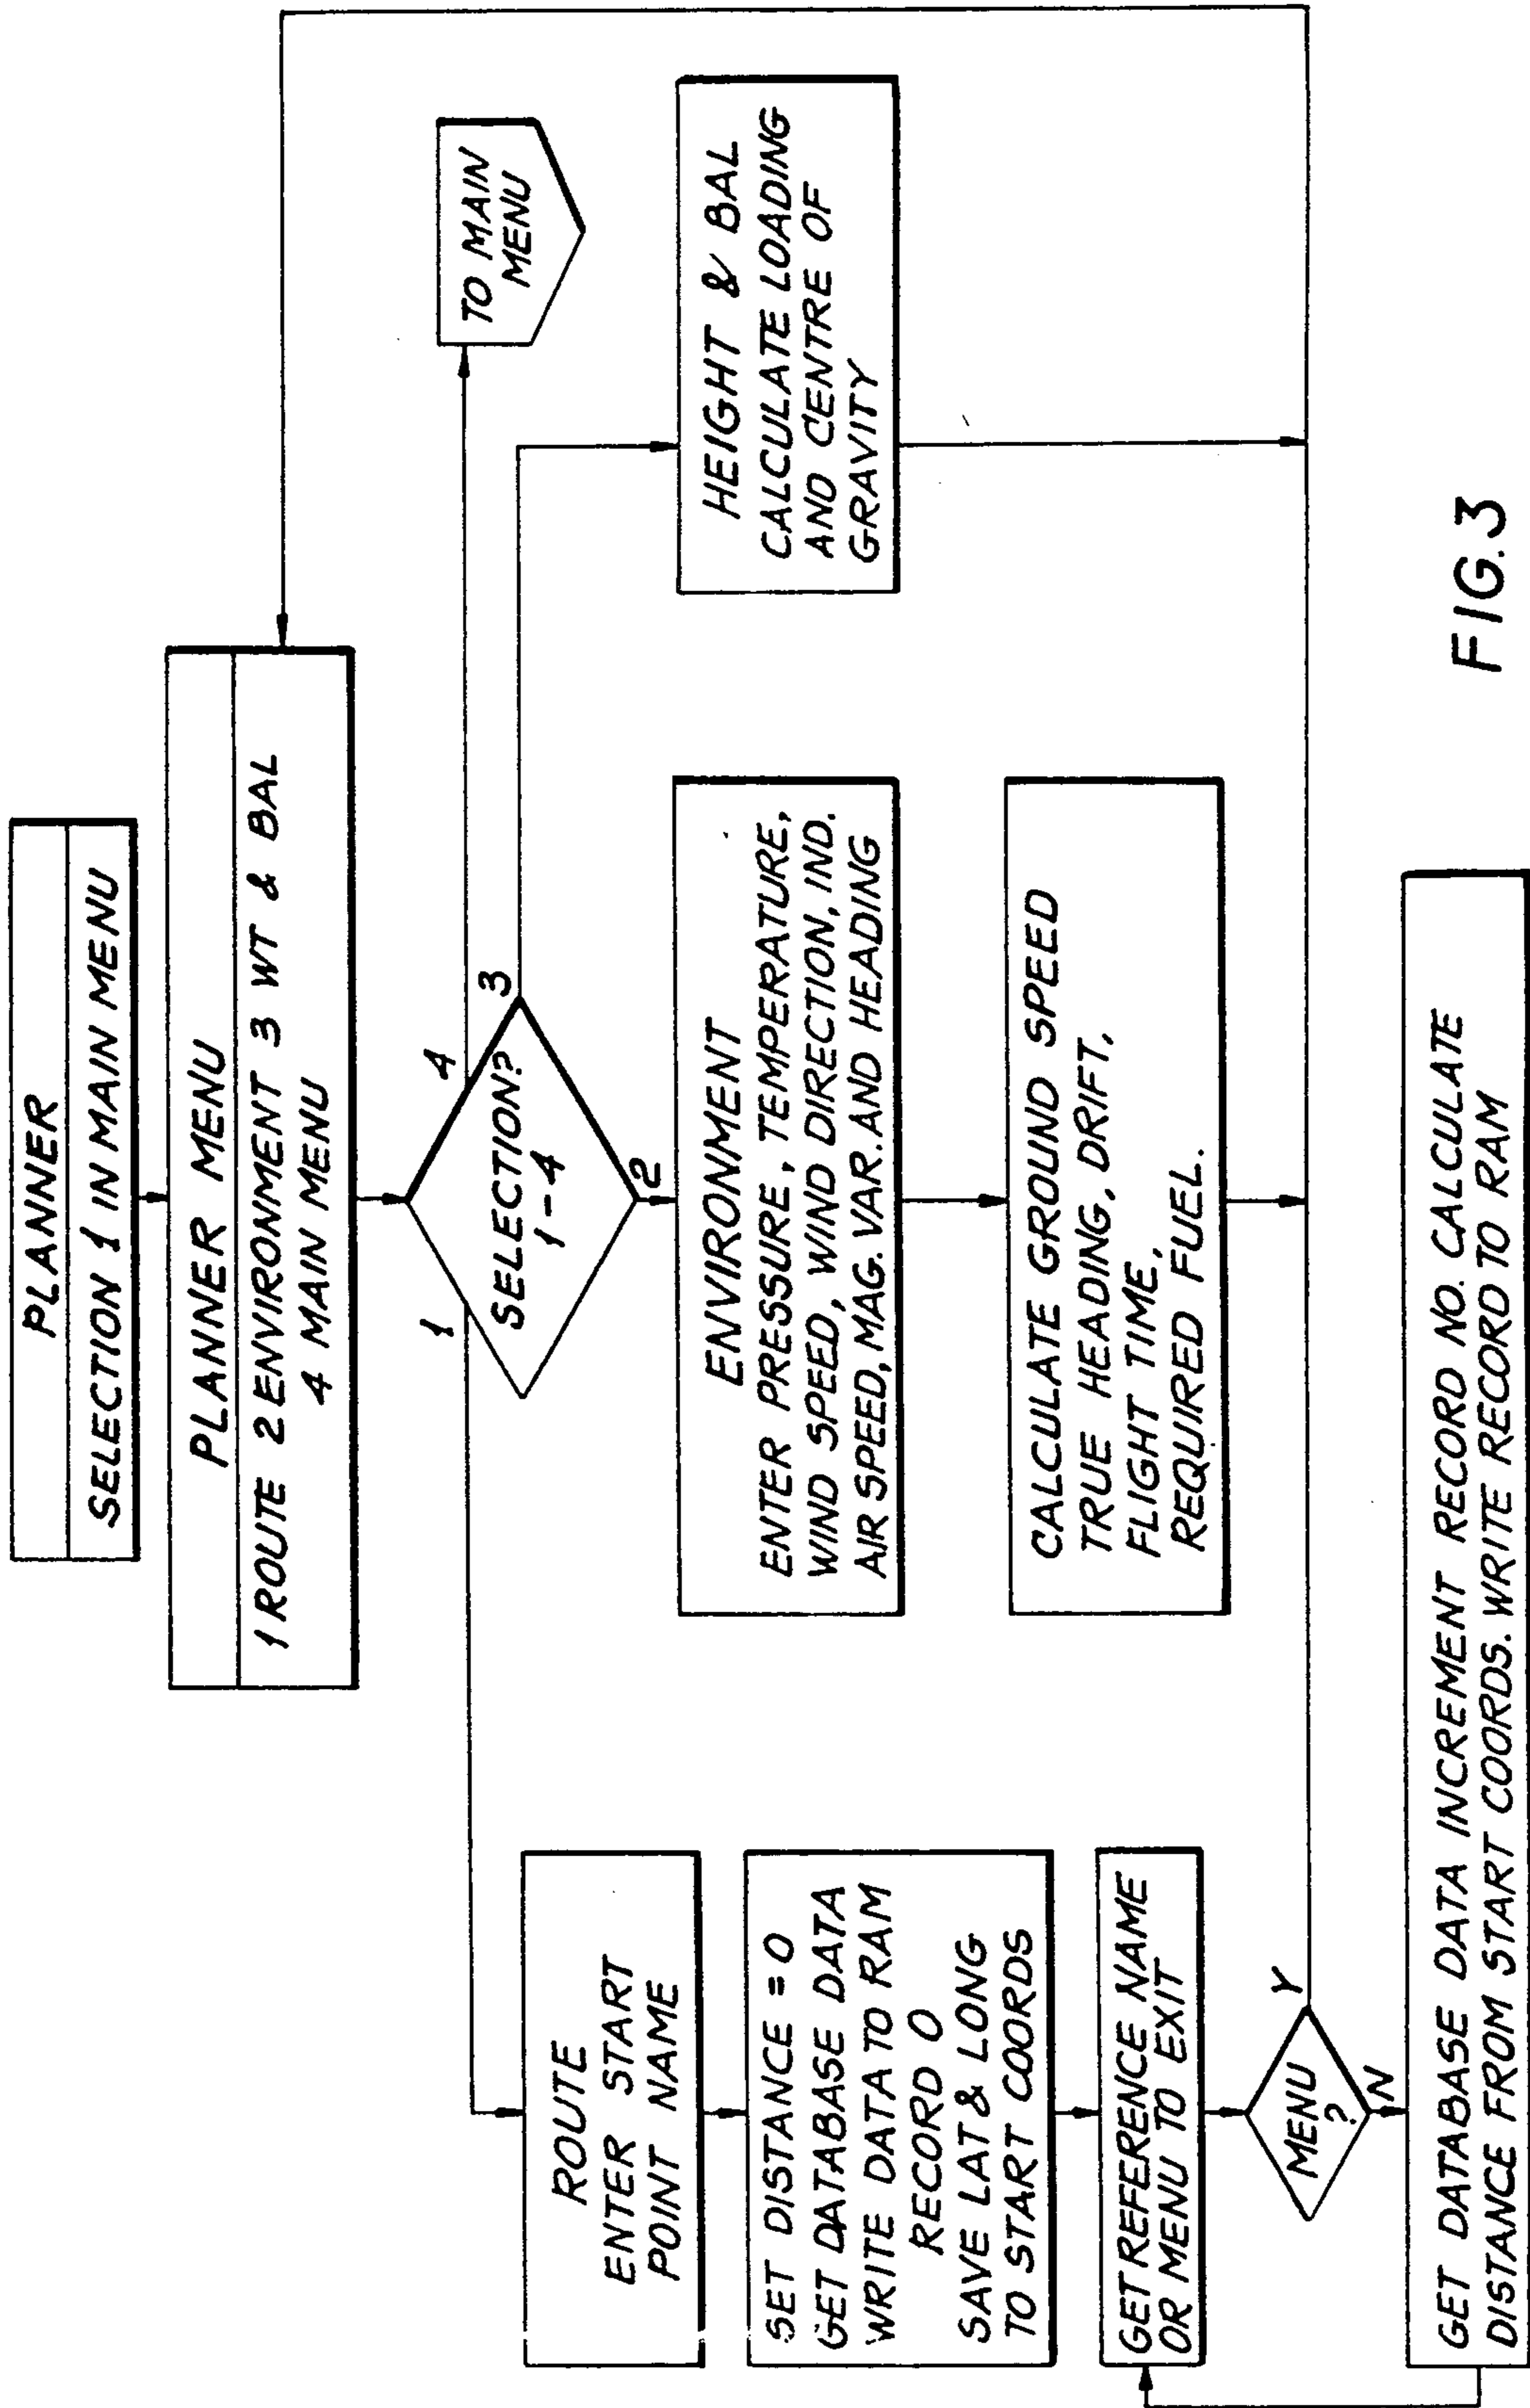 PLANNER
SELECTION 1 IN MAIN MENU
PLANNER MENU
1 ROUTE 2 ENVIRONMENT 3 WT & BAL
4 MAIN MENU
SELECTION?
1-4
1
4
3
2
TO MAIN
MENU
ROUTE
ENTER START
POINT NAME
SET DISTANCE = 0
GET DATABASE DATA
WRITE DATA TO RAM
RECORD 0
SAVE LAT & LONG
TO START COORDS
GET REFERENCE NAME
OR MENU TO EXIT
MENU
?
Y
N
GET DATABASE DATA INCREMENT RECORD NO. CALCULATE
DISTANCE FROM START COORDS. WRITE RECORD TO RAM
ENVIRONMENT
ENTER PRESSURE, TEMPERATURE,
WIND SPEED, WIND DIRECTION, IND.
AIR SPEED, MAG. VAR. AND HEADING
CALCULATE GROUND SPEED
TRUE HEADING, DRIFT,
FLIGHT TIME,
REQUIRED FUEL.
HEIGHT & BAL
CALCULATE LOADING
AND CENTRE OF
GRAVITY
FIG.3